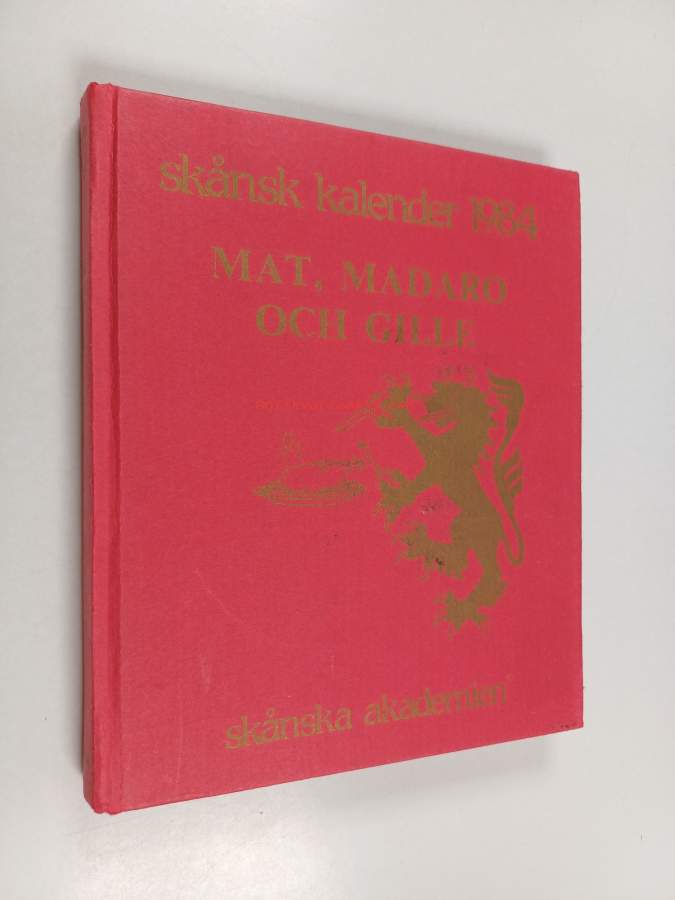 skånsk kalender 1984
MAT, MADARO
OCH GILLE
skånska akademien